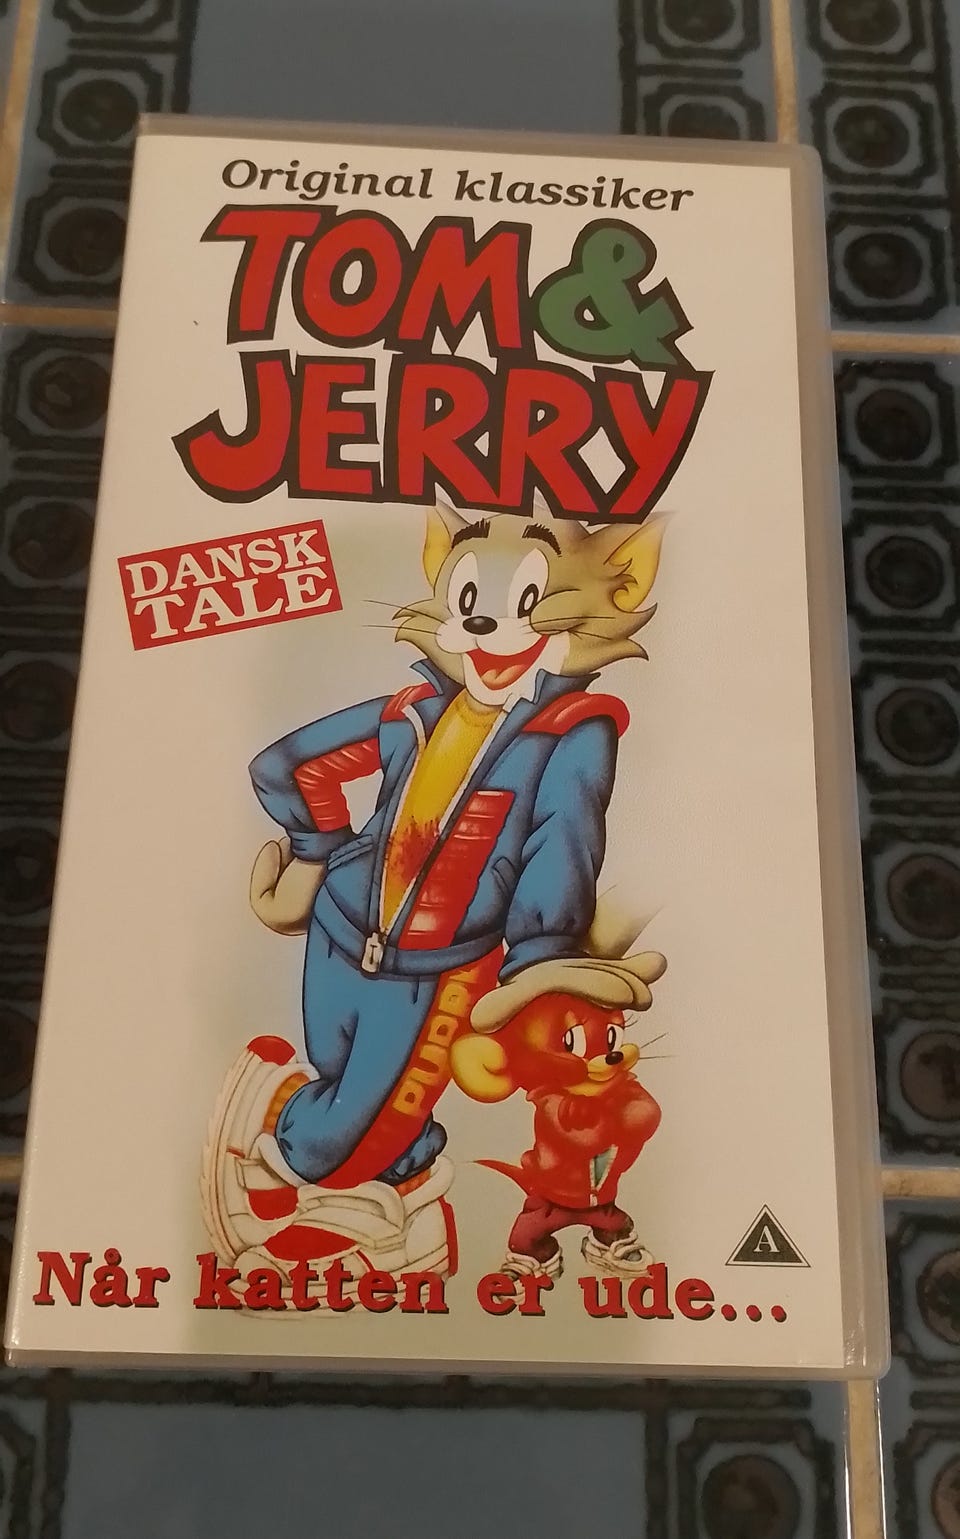 Original klassiker
TOM &
JERRY
DANSK
TALE
A
Når katten er ude...